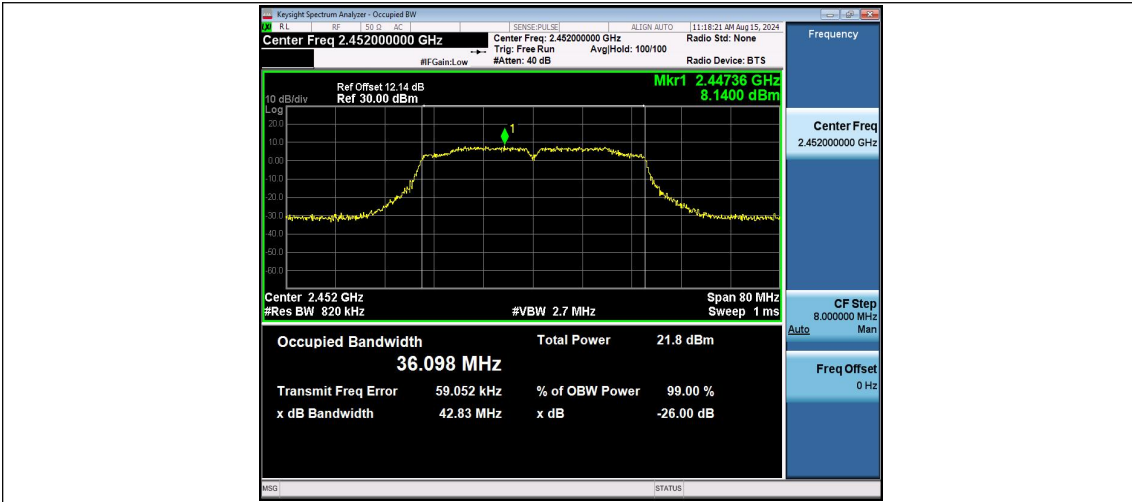 Keysight Spectrum Analyzer - Occupied BW
RL RF 50 Ω AC SENSE:PULSE ALIGN AUTO 11:18:21 AM Aug 15, 2024
Center Freq 2.452000000 GHz Center Freq: 2.452000000 GHz Radio Std: None Frequency
Trig: Free Run Avg|Hold: 100/100
#IFGain:Low #Atten: 40 dB Radio Device: BTS
Mkr1 2.44736 GHz
Ref Offset 12.14 dB
10 dB/div Ref 30.00 dBm 8.1400 dBm
Log
20.0
10.0
0.00
-10.0
-20.0
-30.0
-40.0
-50.0
-60.0
1
Center Freq
2.452000000 GHz
Center 2.452 GHz Span 80 MHz
#Res BW 820 kHz #VBW 2.7 MHz Sweep 1 ms
CF Step
8.000000 MHz
Auto Man
Occupied Bandwidth Total Power 21.8 dBm
36.098 MHz
Transmit Freq Error 59.052 kHz % of OBW Power 99.00 %
x dB Bandwidth 42.83 MHz x dB -26.00 dB
Freq Offset
0 Hz
MSG STATUS